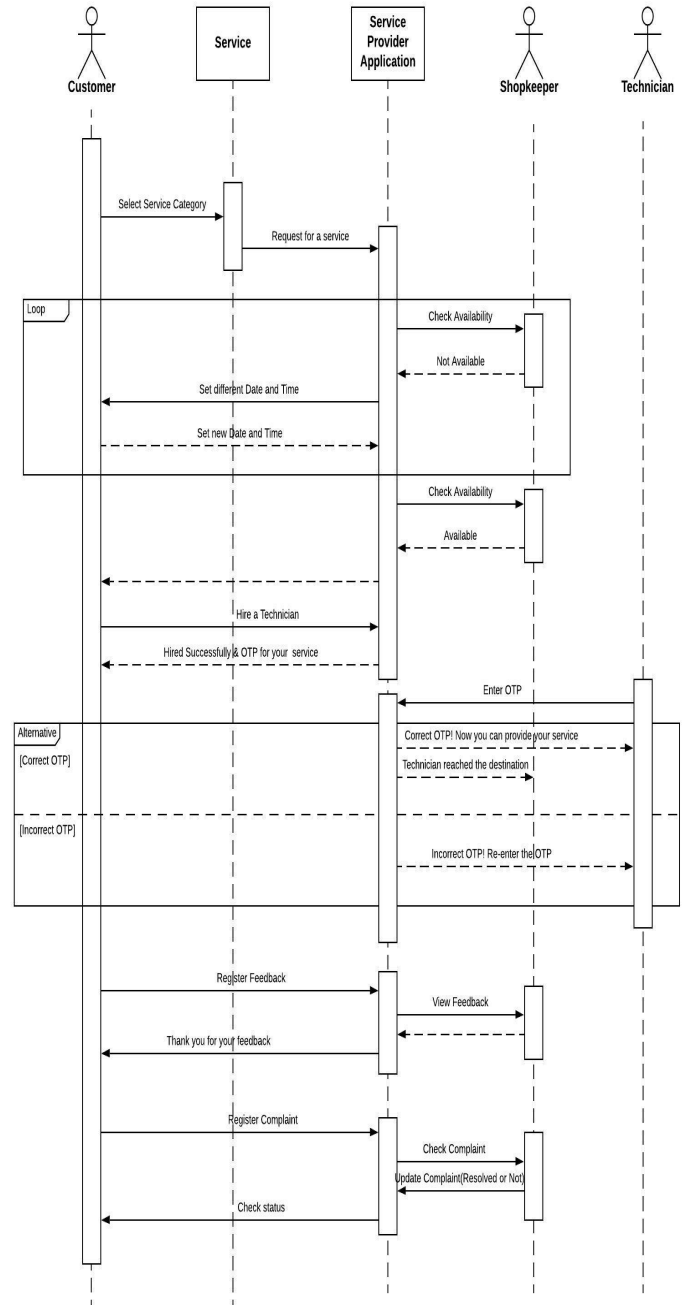 Customer
Service
Service
Provider
Application
Shopkeeper
Technician
Select Service Category
Request for a service
Loop
Check Availability
Not Available
Set different Date and Time
Set new Date and Time
Check Availability
Available
Hire a Technician
Hired Successfully & OTP for your service
Enter OTP
Alternative
Correct OTP! Now you can provide your service
[Correct OTP]
Technician reached the destination
[Incorrect OTP]
Incorrect OTP! Re-enter the OTP
Register Feedback
View Feedback
Thank you for your feedback
Register Complaint
Check Complaint
Update Complaint(Resolved or Not)
Check status